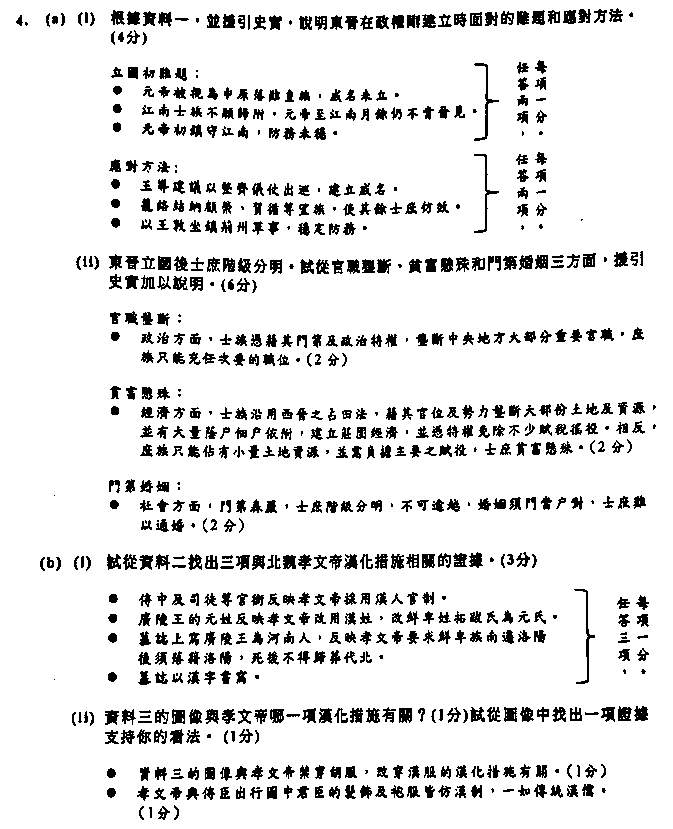 4. (a) (i) 根據資料一，並援引史實，說明東晉在政權剛建立時面對的難題和應對方法。
(4分)
立國初難題：
● 元帝被視為中原落難皇族，威名未立。
● 江南士族不願歸附，元帝至江南月餘仍不肯晉見。
● 元帝初鎮守江南，防務未穩。
任答兩項，
每項一分。
應對方法：
● 王導建議以整齊儀仗出巡，建立威名。
● 籠絡結納顧榮、賀循等望族，使其餘士庶仿效。
● 以王敦坐鎮荊州軍事，穩定防務。
任答兩項，
每項一分。
(ii) 東晉立國後士庶階級分明。試從官職壟斷、貧富懸殊和門第婚姻三方面，援引
史實加以說明。(6分)
官職壟斷：
● 政治方面，士族憑藉其門第及政治特權，壟斷中央地方大部分重要官職，庶
族只能充任次要的職位。(2分)
貧富懸殊：
● 經濟方面，士族沿用西晉之占田法，藉其官位及勢力壟斷大部份土地及資源，
並有大量蔭戶佃戶依附，建立莊園經濟，並憑特權免除不少賦稅徭役。相反，
庶族只能佔有小量土地資源，並需負擔主要之賦役，士庶貧富懸殊。(2分)
門第婚姻：
● 社會方面，門第森嚴，士庶階級分明，不可逾越，婚姻須門當戶對，士庶難
以通婚。(2分)
(b) (i) 試從資料二找出三項與北魏孝文帝漢化措施相關的證據。(3分)
● 侍中及司徒等官銜反映孝文帝採用漢人官制。
● 廣陵王的元姓反映孝文帝改用漢姓，改鮮卑姓拓跋氏為元氏。
● 墓誌上寫廣陵王為河南人，反映孝文帝要求鮮卑族南遷洛陽
後須落籍洛陽，死後不得歸葬代北。
● 墓誌以漢字書寫。
任答三項，
每項一分。
(ii) 資料三的圖像與孝文帝哪一項漢化措施有關？(1分)試從圖像中找出一項證據
支持你的看法。(1分)
● 資料三的圖像與孝文帝禁穿胡服，改穿漢服的漢化措施有關。(1分)
● 孝文帝與侍臣出行圖中君臣的髮飾及袍服皆仿漢制，一如傳統漢儒。
(1分)